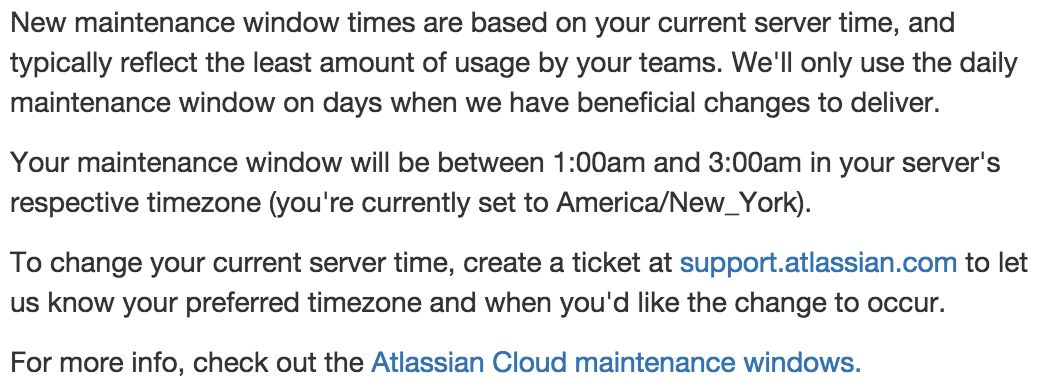 New maintenance window times are based on your current server time, and
typically reflect the least amount of usage by your teams. We'll only use the daily
maintenance window on days when we have beneficial changes to deliver.
Your maintenance window will be between 1:00am and 3:00am in your server's
respective timezone (you're currently set to America/New_York).
To change your current server time, create a ticket at support.atlassian.com to let
us know your preferred timezone and when you'd like the change to occur.
For more info, check out the Atlassian Cloud maintenance windows.